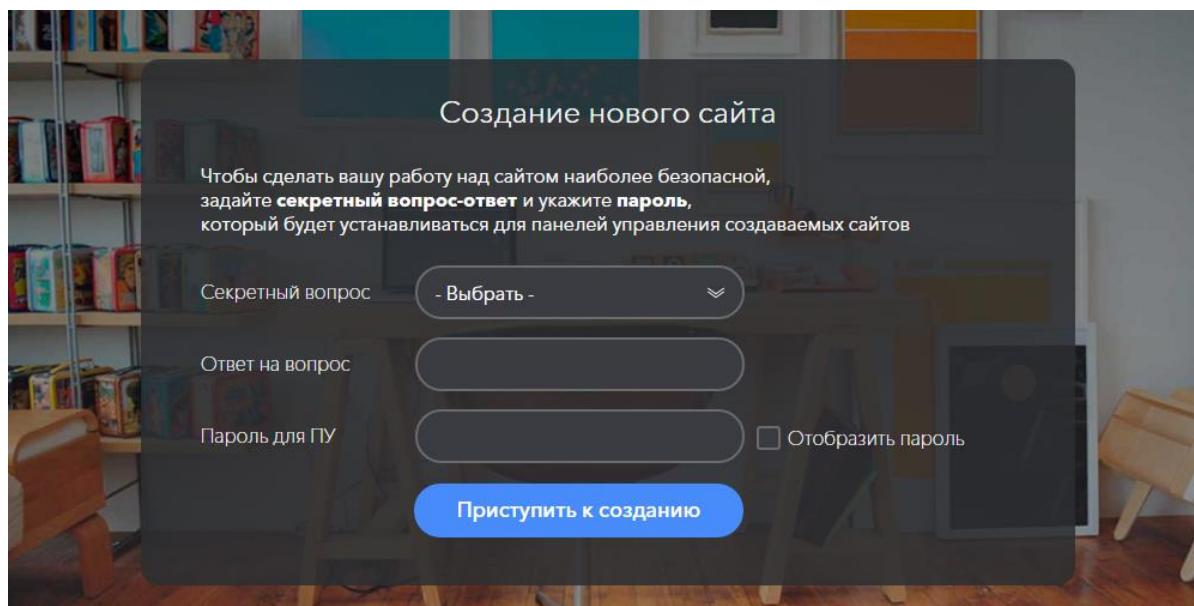 Создание нового сайта
Чтобы сделать вашу работу над сайтом наиболее безопасной,
задайте секретный вопрос-ответ и укажите пароль,
который будет устанавливаться для панелей управления создаваемых сайтов
Секретный вопрос
- Выбрать -
Ответ на вопрос
Пароль для ПУ
Отобразить пароль
Приступить к созданию